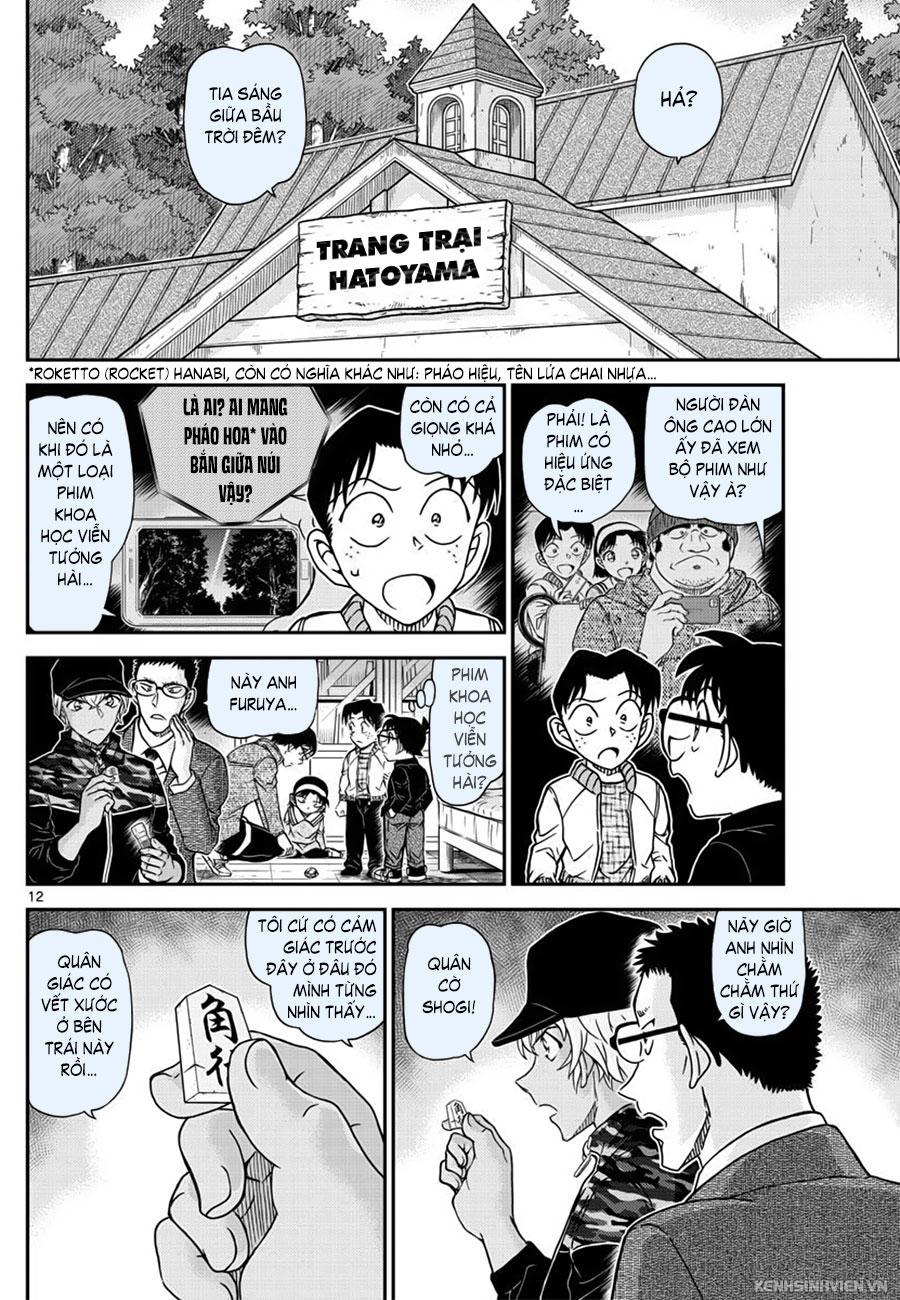 HẢ?
TIA SÁNG
GIỮA BẦU
TRỜI ĐÊM?
TRANG TRẠI
HATOYAMA
*ROKETTO (ROCKET) HANABI, CÒN CÓ NGHĨA KHÁC NHƯ: PHÁO HIỆU, TÊN LỬA CHAI NHỰA...
NGƯỜI ĐÀN
ÔNG CAO LỚN
ẤY ĐÃ XEM
BỘ PHIM NHƯ
VẬY À?
PHẢI! LÀ
PHIM CÓ
HIỆU ỨNG
ĐẶC BIỆT
...
CÒN CÓ CẢ
GIỌNG KHÁ
NHỎ...
LÀ AI? AI MANG
PHÁO HOA* VÀO
BẮN GIỮA NÚI
VẬY?
NÊN CÓ
KHI ĐÓ LÀ
MỘT LOẠI
PHIM
KHOA
HỌC VIỄN
TƯỞNG
HÀI...
PHIM
KHOA
HỌC
VIỄN
TƯỞNG
HÀI?
NÀY ANH
FURUYA...
12
NÀY GIỜ
ANH NHÌN
CHẰM
CHẰM THỨ
GÌ VẬY?
QUÂN
CỜ
SHOGI!
角
TÔI CỨ CÓ CẢM
GIÁC TRƯỚC
ĐÂY Ở ĐÂU ĐÓ
MÌNH TỪNG
NHÌN THẤY...
QUÂN
GIÁC CÓ
VẾT XƯỚC
Ở BÊN
TRÁI NÀY
RỒI...
角行
KENHSINHVIEN.VN